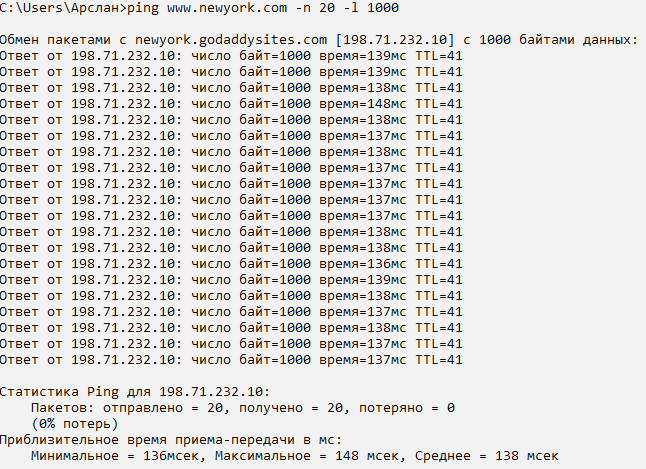 C:\Users\Арслан>ping www.newyork.com -n 20 -l 1000
Обмен пакетами с newyork.godaddysites.com [198.71.232.10] с 1000 байтами данных:
Ответ от 198.71.232.10: число байт=1000 время=139мс TTL=41
Ответ от 198.71.232.10: число байт=1000 время=139мс TTL=41
Ответ от 198.71.232.10: число байт=1000 время=138мс TTL=41
Ответ от 198.71.232.10: число байт=1000 время=148мс TTL=41
Ответ от 198.71.232.10: число байт=1000 время=138мс TTL=41
Ответ от 198.71.232.10: число байт=1000 время=137мс TTL=41
Ответ от 198.71.232.10: число байт=1000 время=138мс TTL=41
Ответ от 198.71.232.10: число байт=1000 время=137мс TTL=41
Ответ от 198.71.232.10: число байт=1000 время=137мс TTL=41
Ответ от 198.71.232.10: число байт=1000 время=137мс TTL=41
Ответ от 198.71.232.10: число байт=1000 время=137мс TTL=41
Ответ от 198.71.232.10: число байт=1000 время=138мс TTL=41
Ответ от 198.71.232.10: число байт=1000 время=138мс TTL=41
Ответ от 198.71.232.10: число байт=1000 время=136мс TTL=41
Ответ от 198.71.232.10: число байт=1000 время=139мс TTL=41
Ответ от 198.71.232.10: число байт=1000 время=138мс TTL=41
Ответ от 198.71.232.10: число байт=1000 время=137мс TTL=41
Ответ от 198.71.232.10: число байт=1000 время=138мс TTL=41
Ответ от 198.71.232.10: число байт=1000 время=137мс TTL=41
Ответ от 198.71.232.10: число байт=1000 время=137мс TTL=41
Статистика Ping для 198.71.232.10:
Пакетов: отправлено = 20, получено = 20, потеряно = 0
(0% потерь)
Приблизительное время приема-передачи в мс:
Минимальное = 136мсек, Максимальное = 148 мсек, Среднее = 138 мсек